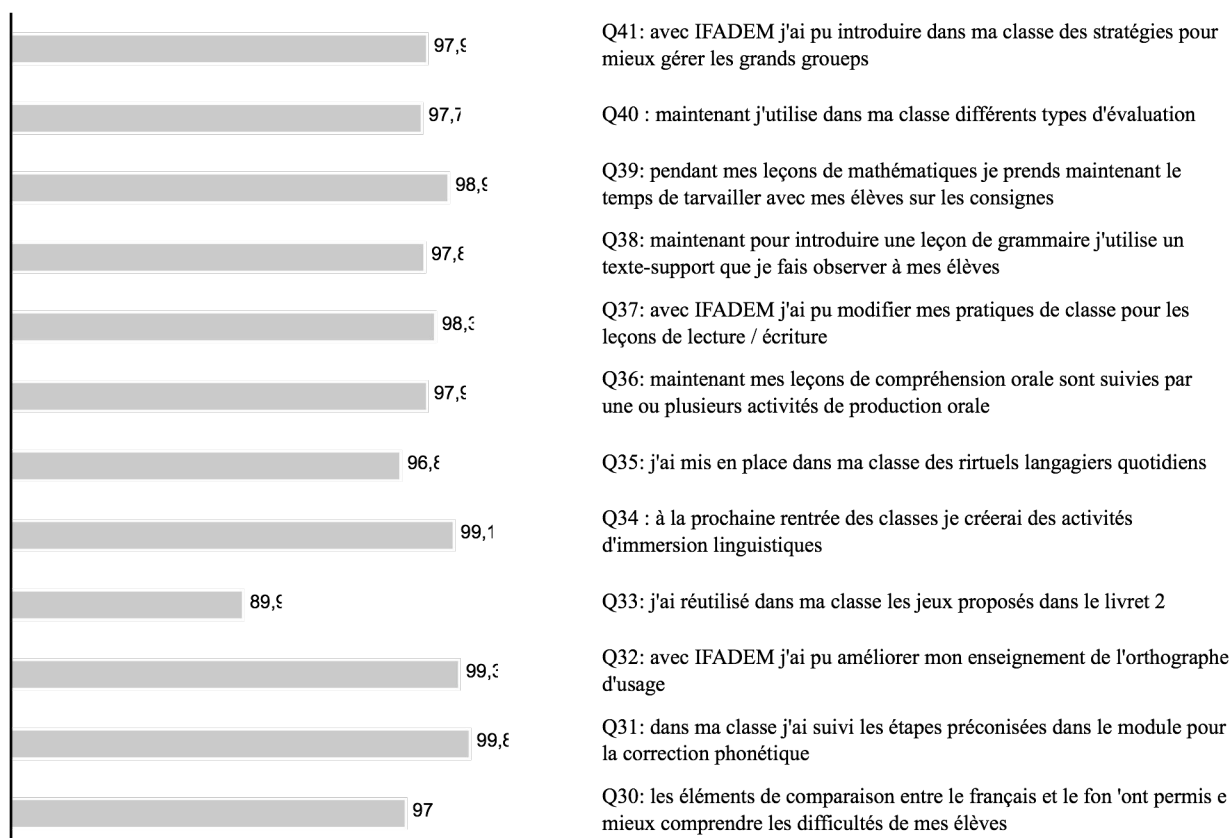 97,9
Q41: avec IFADEM j'ai pu introduire dans ma classe des stratégies pour
mieux gérer les grands groueps
97,7
Q40 : maintenant j'utilise dans ma classe différents types d'évaluation
98,9
Q39: pendant mes leçons de mathématiques je prends maintenant le
temps de tarvailler avec mes élèves sur les consignes
97,8
Q38: maintenant pour introduire une leçon de grammaire j'utilise un
texte-support que je fais observer à mes élèves
98,3
Q37: avec IFADEM j'ai pu modifier mes pratiques de classe pour les
leçons de lecture / écriture
97,9
Q36: maintenant mes leçons de compréhension orale sont suivies par
une ou plusieurs activités de production orale
96,8
Q35: j'ai mis en place dans ma classe des rirtuels langagiers quotidiens
99,1
Q34 : à la prochaine rentrée des classes je créerai des activités
d'immersion linguistiques
89,9
Q33: j'ai réutilisé dans ma classe les jeux proposés dans le livret 2
99,3
Q32: avec IFADEM j'ai pu améliorer mon enseignement de l'orthographe
d'usage
99,8
Q31: dans ma classe j'ai suivi les étapes préconisées dans le module pour
la correction phonétique
97
Q30: les éléments de comparaison entre le français et le fon 'ont permis e
mieux comprendre les difficultés de mes élèves